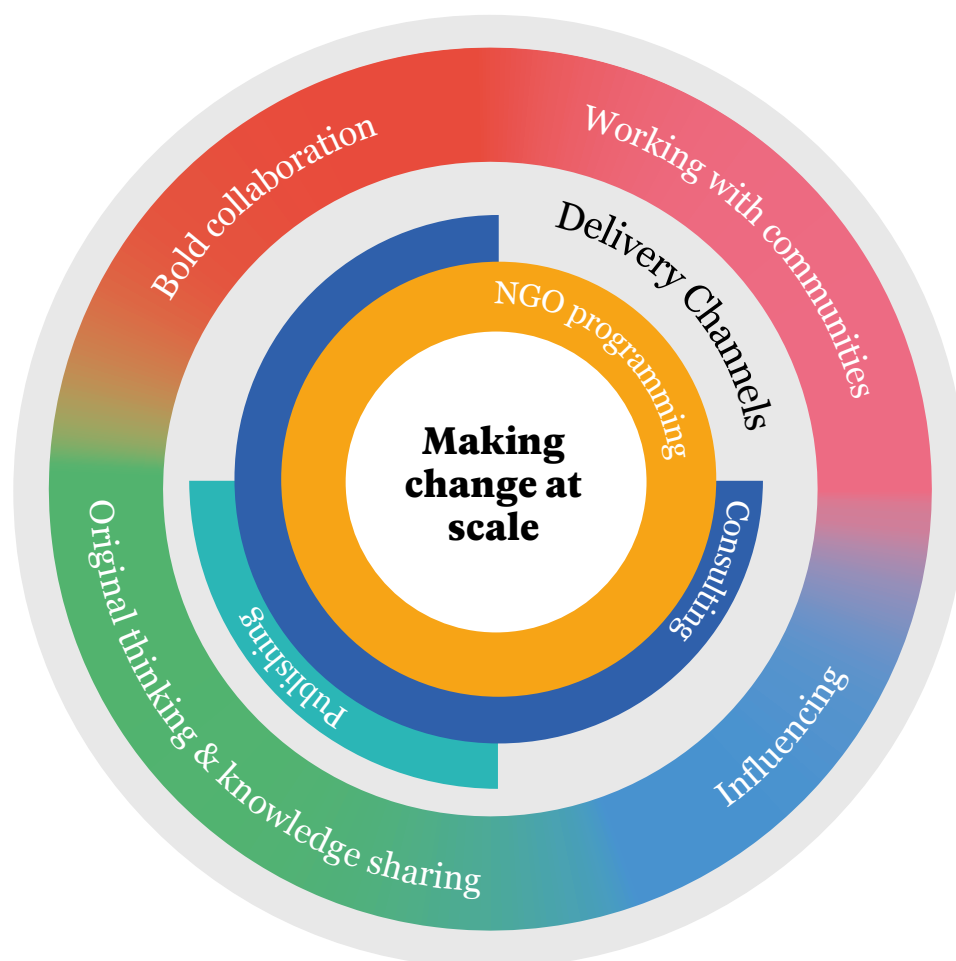 Bold collaboration
Working with communities
Delivery Channels
NGO programming
Making
change at
scale
Consulting
Publishing
Influencing
Original thinking & knowledge sharing